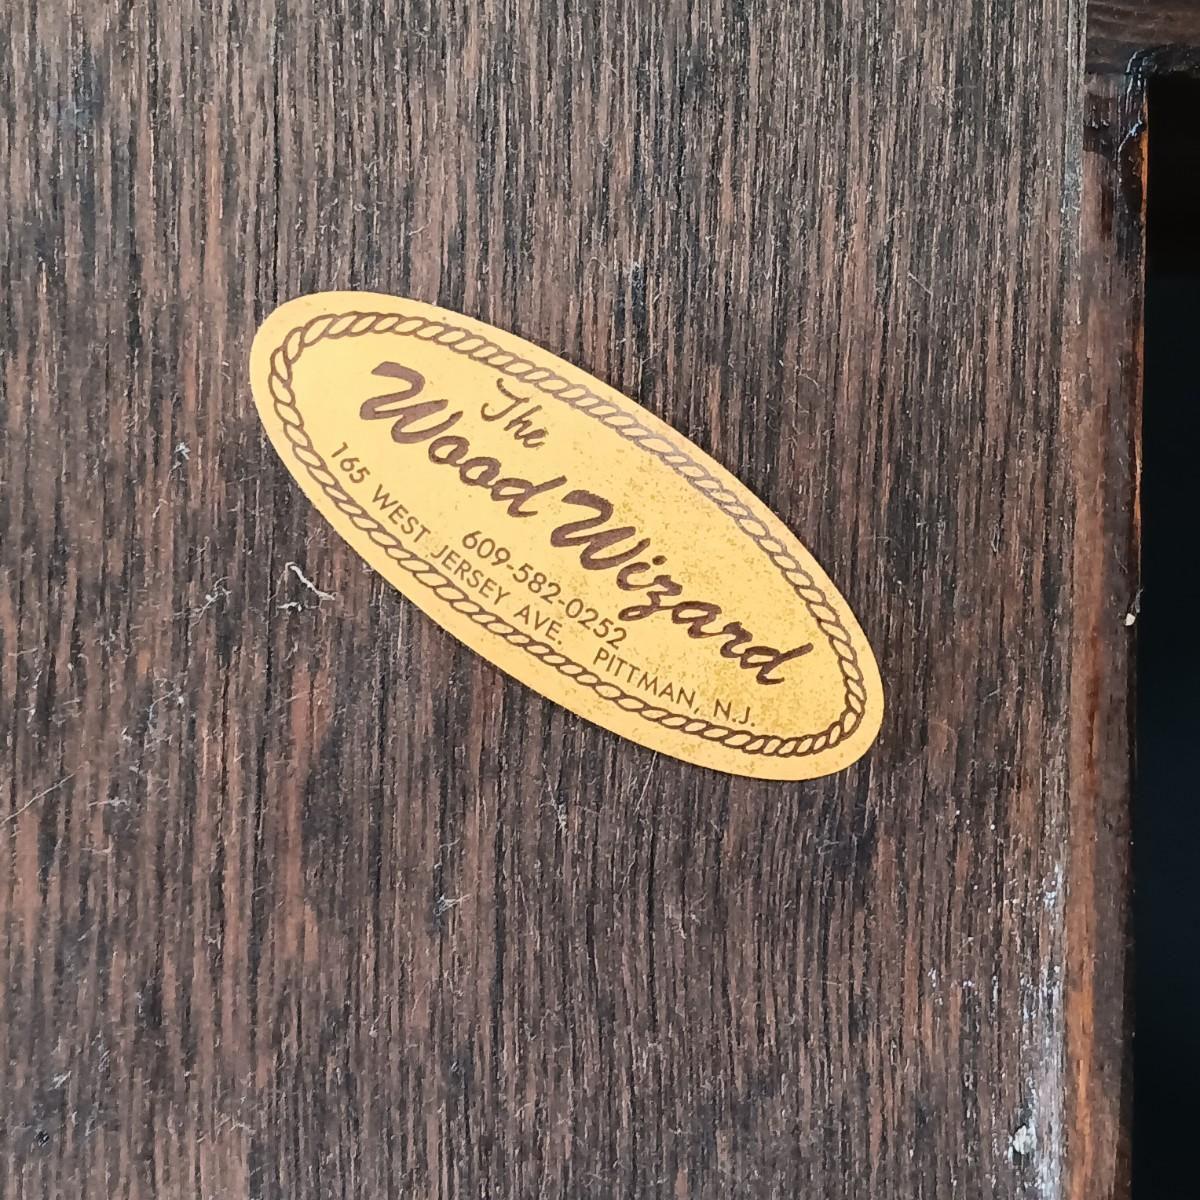 The
Wood Wizard
609-582-0252
165 WEST JERSEY AVE. PITTMAN, N.J.